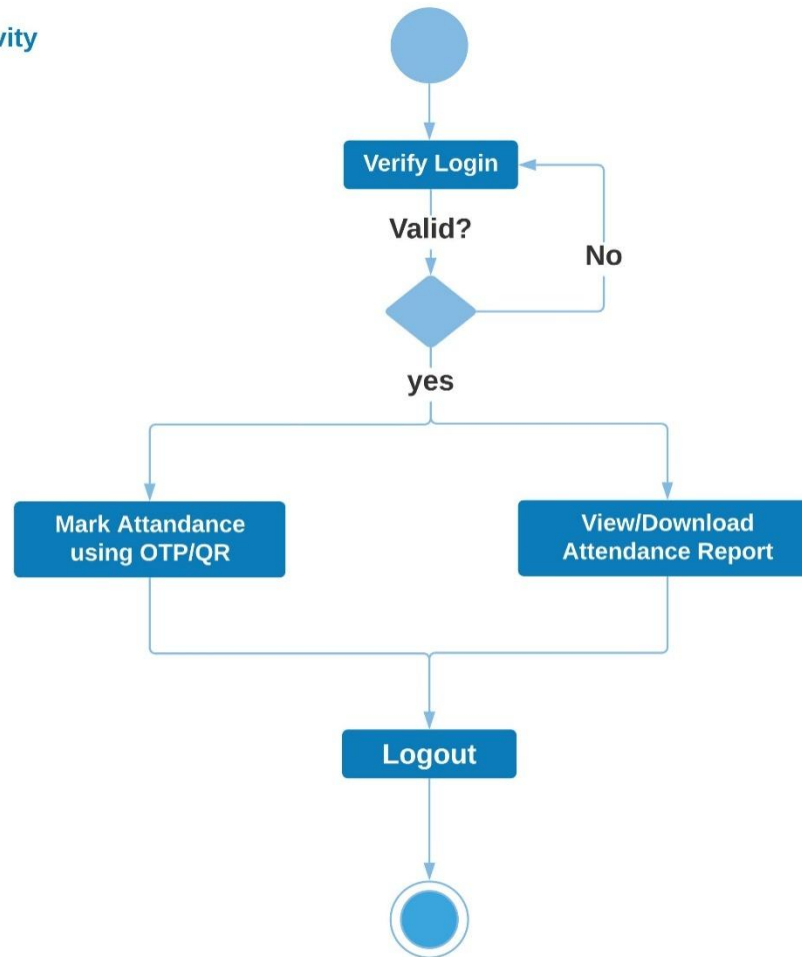 vity
Verify Login
Valid?
No
yes
Mark Attandance
using OTP/QR
View/Download
Attendance Report
Logout